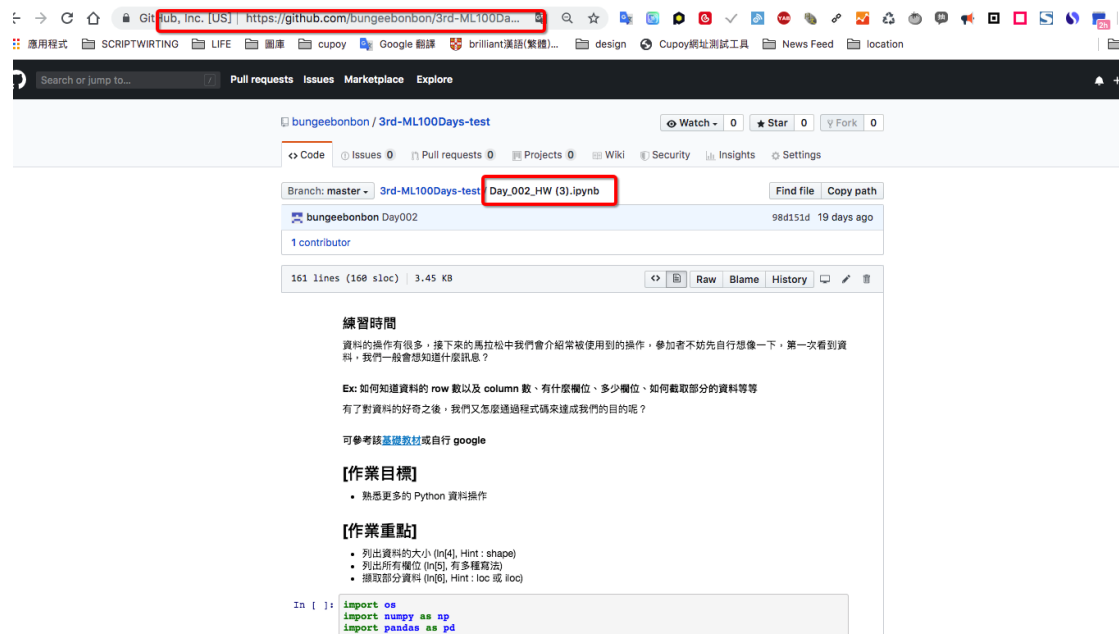 GitHub, Inc. [US] | https://github.com/bungeebonbon/3rd-ML100Da...
應用程式 SCRIPTWIRTING LIFE 圖庫 cupoy Google 翻譯 brilliant漢語(繁體)... design Cupoy網址測試工具 News Feed location
Search or jump to... / Pull requests Issues Marketplace Explore
bungeebonbon / 3rd-ML100Days-test Watch 0 Star 0 Fork 0
Code Issues 0 Pull requests 0 Projects 0 Wiki Security Insights Settings
Branch: master 3rd-ML100Days-test / Day_002_HW (3).ipynb Find file Copy path
bungeebonbon Day002 98d151d 19 days ago
1 contributor
161 lines (160 sloc) | 3.45 KB <> Raw Blame History
練習時間
資料的操作有很多，接下來的馬拉松中我們會介紹常被使用到的操作，參加者不妨先自行想像一下，第一次看到資
料，我們一般會想知道什麼訊息？
Ex: 如何知道資料的 row 數以及 column 數、有什麼欄位、多少欄位、如何截取部分的資料等等
有了對資料的好奇之後，我們又怎麼通過程式碼來達成我們的目的呢？
可參考該基礎教材或自行 google
[作業目標]
熟悉更多的 Python 資料操作
[作業重點]
列出資料的大小 (In[4], Hint : shape)
列出所有欄位 (In[5], 有多種寫法)
擷取部分資料 (In[6], Hint : loc 或 iloc)
In [ ]: import os
import numpy as np
import pandas as pd